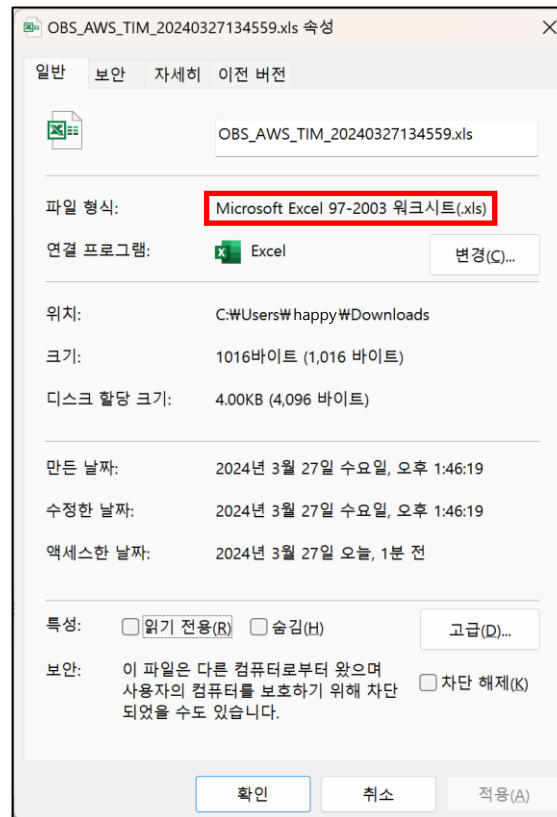 OBS_AWS_TIM_20240327134559.xls 속성
일반 보안 자세히 이전 버전
OBS_AWS_TIM_20240327134559.xls
파일 형식: Microsoft Excel 97-2003 워크시트(.xls)
연결 프로그램: Excel 변경(C)...
위치: C:₩Users₩happy₩Downloads
크기: 1016바이트 (1,016 바이트)
디스크 할당 크기: 4.00KB (4,096 바이트)
만든 날짜: 2024년 3월 27일 수요일, 오후 1:46:19
수정한 날짜: 2024년 3월 27일 수요일, 오후 1:46:19
액세스한 날짜: 2024년 3월 27일 오늘, 1분 전
특성: 읽기 전용(R) 숨김(H) 고급(D)...
보안: 이 파일은 다른 컴퓨터로부터 왔으며
사용자의 컴퓨터를 보호하기 위해 차단 차단 해제(K)
되었을 수도 있습니다.
확인 취소 적용(A)